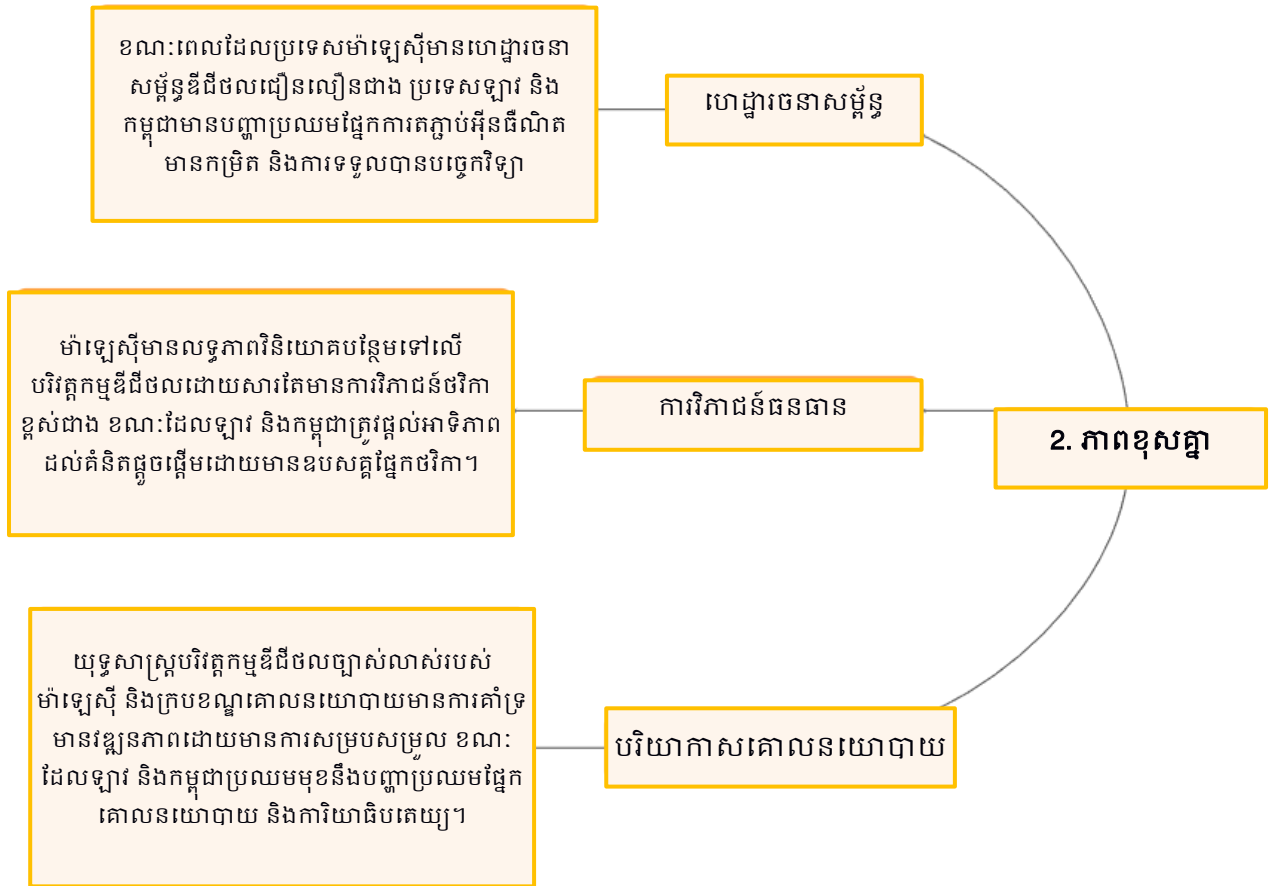 ខណៈពេលដែលប្រទេសម៉ាឡេស៊ីមានហេដ្ឋារចនា
សម្ព័ន្ធឌីជីថលជឿនលឿនជាង ប្រទេសឡាវ និង
កម្ពុជាមានបញ្ហាប្រឈមផ្នែកការតភ្ជាប់អ៊ីនធឺណិត
មានកម្រិត និងការទទួលបានបច្ចេកវិទ្យា
ហេដ្ឋារចនាសម្ព័ន្ធ
ម៉ាឡេស៊ីមានលទ្ធភាពវិនិយោគបន្ថែមទៅលើ
បរិវត្តកម្មឌីជីថលដោយសារតែមានការវិភាជន៍ថវិកា
ខ្ពស់ជាង ខណៈដែលឡាវ និងកម្ពុជាត្រូវផ្តល់អាទិភាព
ដល់គំនិតផ្តួចផ្តើមដោយមានឧបសគ្គផ្នែកថវិកា។
ការវិភាជន៍ធនធាន
2. ភាពខុសគ្នា
យុទ្ធសាស្ត្របរិវត្តកម្មឌីជីថលច្បាស់លាស់របស់
ម៉ាឡេស៊ី និងក្របខណ្ឌគោលនយោបាយមានការគាំទ្រ
មានវឌ្ឍនភាពដោយមានការសម្របសម្រួល ខណៈ
ដែលឡាវ និងកម្ពុជាប្រឈមមុខនឹងបញ្ហាប្រឈមផ្នែក
គោលនយោបាយ និងការិយាធិបតេយ្យ។
បរិយាកាសគោលនយោបាយ